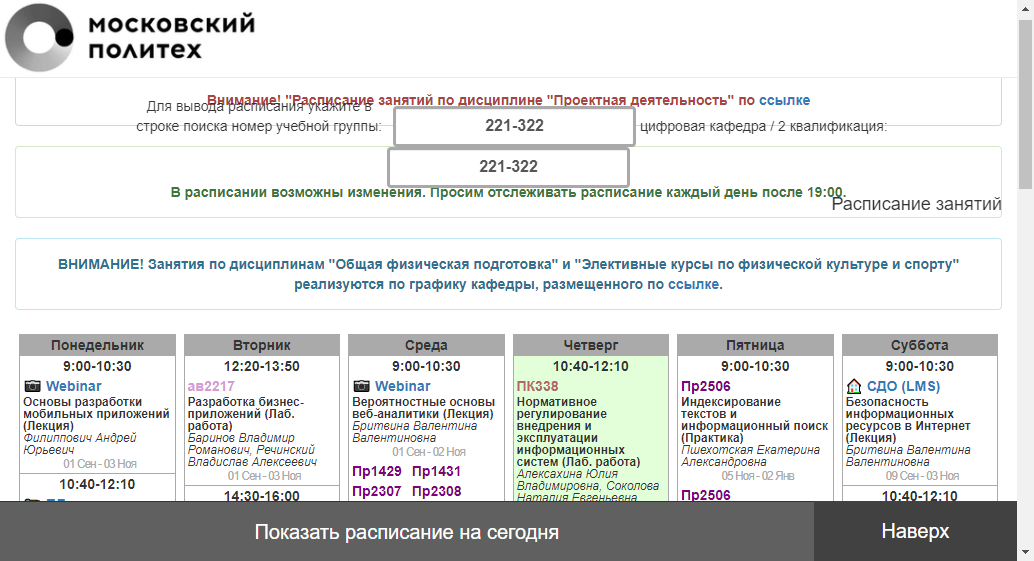 МОСКОВСКИЙ
ПОЛИТЕХ
Внимание! "Расписание занятий по дисциплине "Проектная деятельность" по ссылке
Для вывода расписания укажите в
строке поиска номер учебной группы:
221-322
цифровая кафедра / 2 квалификация:
221-322
В расписании возможны изменения. Просим отслеживать расписание каждый день после 19:00.
Расписание занятий
ВНИМАНИЕ! Занятия по дисциплинам "Общая физическая подготовка" и "Элективные курсы по физической культуре и спорту"
реализуются по графику кафедры, размещенного по ссылке.
Понедельник
9:00-10:30
Webinar
Основы разработки
мобильных приложений
(Лекция)
Филиппович Андрей
Юрьевич
01 Сен - 03 Ноя
10:40-12:10
Вторник
12:20-13:50
ав2217
Разработка бизнес-
приложений (Лаб.
работа)
Баринов Владимир
Романович, Речинский
Владислав Алексеевич
01 Сен - 03 Ноя
14:30-16:00
Среда
9:00-10:30
Webinar
Вероятностные основы
веб-аналитики (Лекция)
Бритвина Валентина
Валентиновна
01 Сен - 02 Ноя
Пр1429 Пр1431
Пр2307 Пр2308
Четверг
10:40-12:10
ПК338
Нормативное
регулирование
внедрения и
эксплуатации
информационных
систем (Лаб. работа)
Алексахина Юлия
Владимировна, Соколова
Наталия Евгеньевна
Пятница
9:00-10:30
Пр2506
Индексирование
текстов и
информационный поиск
(Практика)
Пшехотская Екатерина
Александровна
05 Ноя - 02 Янв
Пр2506
Суббота
9:00-10:30
СДО (LMS)
Безопасность
информационных
ресурсов в Интернет
(Лекция)
Бритвина Валентина
Валентиновна
09 Сен - 03 Ноя
10:40-12:10
Показать расписание на сегодня
Наверх